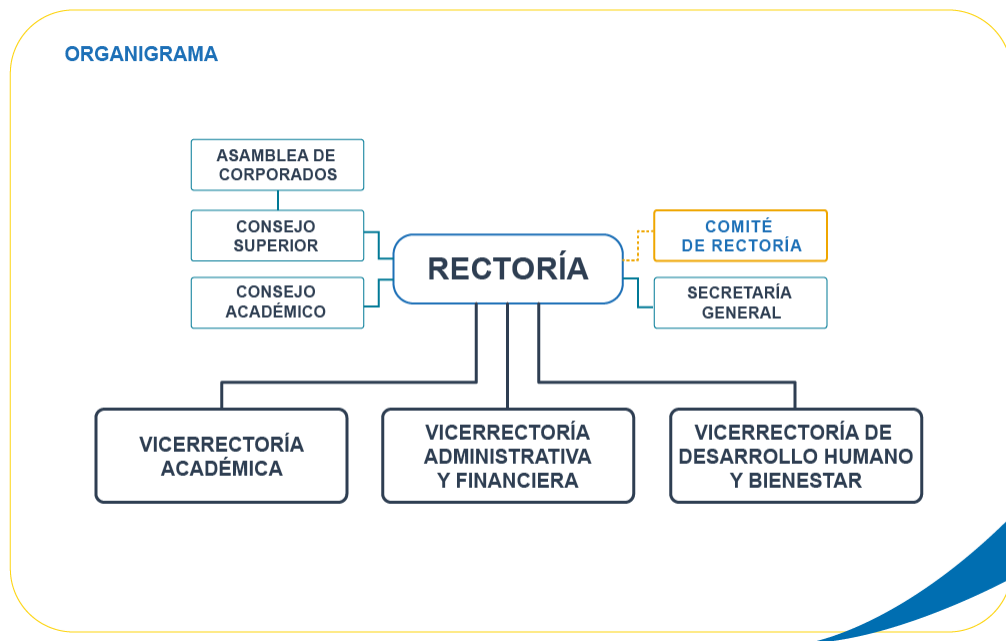 ORGANIGRAMA
ASAMBLEA DE
CORPORADOS
CONSEJO
SUPERIOR
CONSEJO
ACADÉMICO
RECTORÍA
COMITÉ
DE RECTORÍA
SECRETARÍA
GENERAL
VICERRECTORÍA
ACADÉMICA
VICERRECTORÍA
ADMINISTRATIVA
Y FINANCIERA
VICERRECTORÍA DE
DESARROLLO HUMANO
Y BIENESTAR